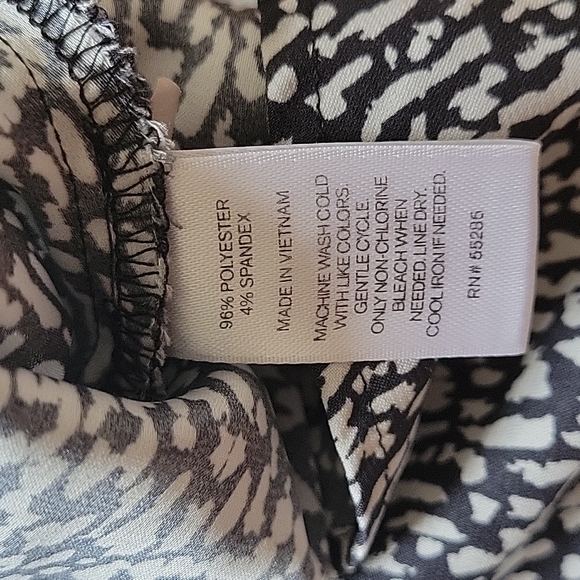 96% POLYESTER
4% SPANDEX
MADE IN VIETNAM
MACHINE WASH COLD
WITH LIKE COLORS.
GENTLE CYCLE.
ONLY NON-CHLORINE
BLEACH WHEN
NEEDED. LINE DRY.
COOL IRON IF NEEDED.
RN# 55285